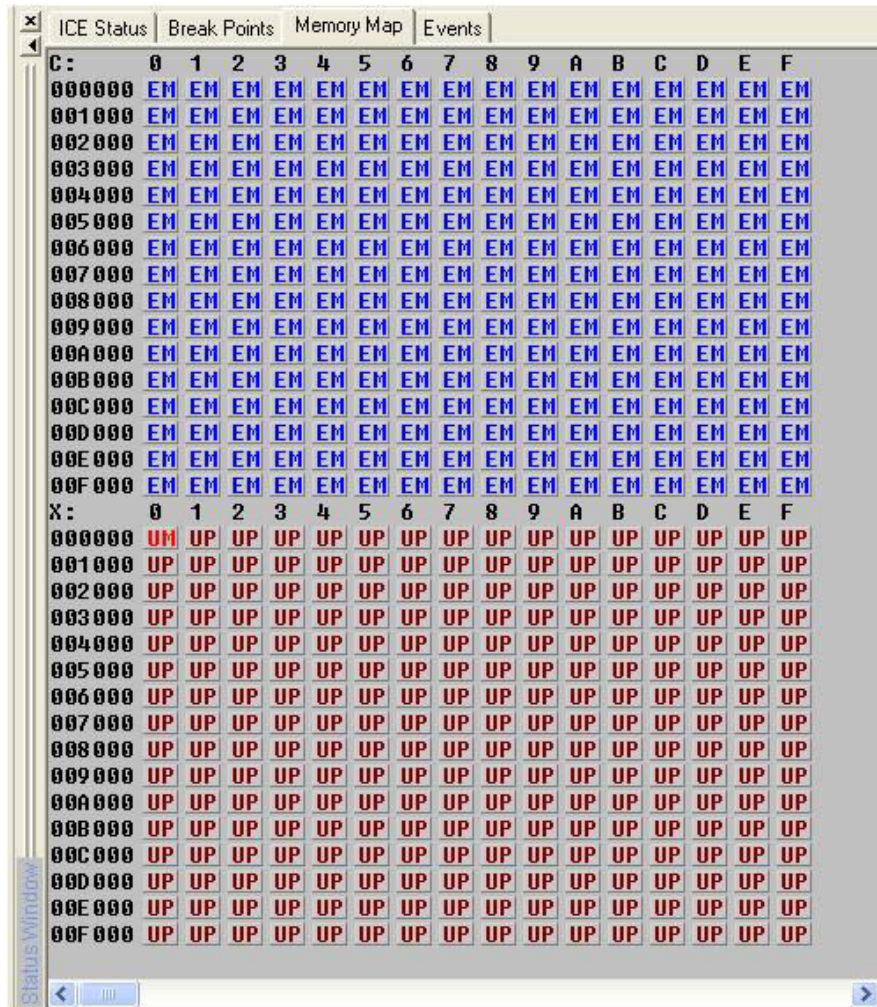 ICE Status Break Points Memory Map Events
C: 0 1 2 3 4 5 6 7 8 9 A B C D E F
000000 EM EM EM EM EM EM EM EM EM EM EM EM EM EM EM EM
001000 EM EM EM EM EM EM EM EM EM EM EM EM EM EM EM EM
002000 EM EM EM EM EM EM EM EM EM EM EM EM EM EM EM EM
003000 EM EM EM EM EM EM EM EM EM EM EM EM EM EM EM EM
004000 EM EM EM EM EM EM EM EM EM EM EM EM EM EM EM EM
005000 EM EM EM EM EM EM EM EM EM EM EM EM EM EM EM EM
006000 EM EM EM EM EM EM EM EM EM EM EM EM EM EM EM EM
007000 EM EM EM EM EM EM EM EM EM EM EM EM EM EM EM EM
008000 EM EM EM EM EM EM EM EM EM EM EM EM EM EM EM EM
009000 EM EM EM EM EM EM EM EM EM EM EM EM EM EM EM EM
00A000 EM EM EM EM EM EM EM EM EM EM EM EM EM EM EM EM
00B000 EM EM EM EM EM EM EM EM EM EM EM EM EM EM EM EM
00C000 EM EM EM EM EM EM EM EM EM EM EM EM EM EM EM EM
00D000 EM EM EM EM EM EM EM EM EM EM EM EM EM EM EM EM
00E000 EM EM EM EM EM EM EM EM EM EM EM EM EM EM EM EM
00F000 EM EM EM EM EM EM EM EM EM EM EM EM EM EM EM EM
X: 0 1 2 3 4 5 6 7 8 9 A B C D E F
000000 UM UP UP UP UP UP UP UP UP UP UP UP UP UP UP UP
001000 UP UP UP UP UP UP UP UP UP UP UP UP UP UP UP UP
002000 UP UP UP UP UP UP UP UP UP UP UP UP UP UP UP UP
003000 UP UP UP UP UP UP UP UP UP UP UP UP UP UP UP UP
004000 UP UP UP UP UP UP UP UP UP UP UP UP UP UP UP UP
005000 UP UP UP UP UP UP UP UP UP UP UP UP UP UP UP UP
006000 UP UP UP UP UP UP UP UP UP UP UP UP UP UP UP UP
007000 UP UP UP UP UP UP UP UP UP UP UP UP UP UP UP UP
008000 UP UP UP UP UP UP UP UP UP UP UP UP UP UP UP UP
009000 UP UP UP UP UP UP UP UP UP UP UP UP UP UP UP UP
00A000 UP UP UP UP UP UP UP UP UP UP UP UP UP UP UP UP
00B000 UP UP UP UP UP UP UP UP UP UP UP UP UP UP UP UP
00C000 UP UP UP UP UP UP UP UP UP UP UP UP UP UP UP UP
00D000 UP UP UP UP UP UP UP UP UP UP UP UP UP UP UP UP
00E000 UP UP UP UP UP UP UP UP UP UP UP UP UP UP UP UP
00F000 UP UP UP UP UP UP UP UP UP UP UP UP UP UP UP UP
Status Window